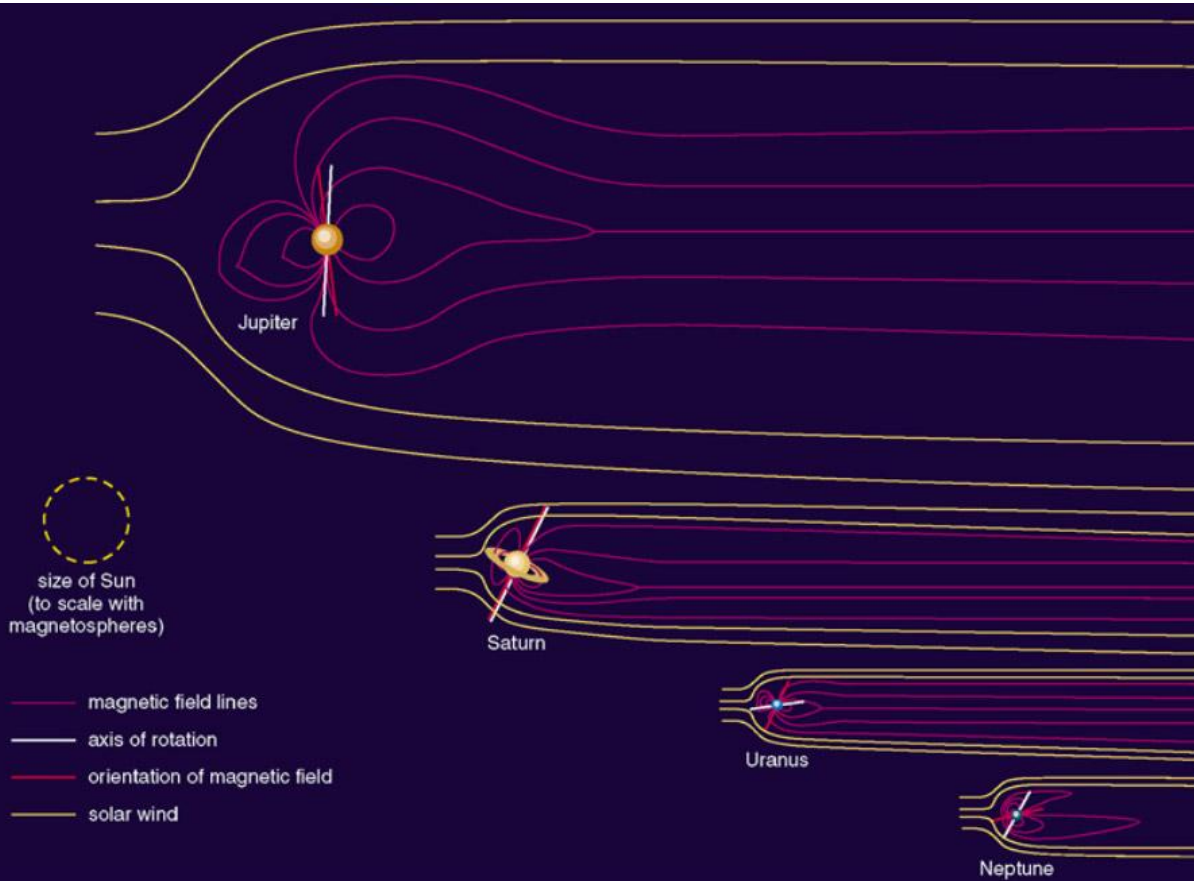 Jupiter
size of Sun
(to scale with
magnetospheres)
Saturn
magnetic field lines
axis of rotation
orientation of magnetic field
solar wind
Uranus
Neptune